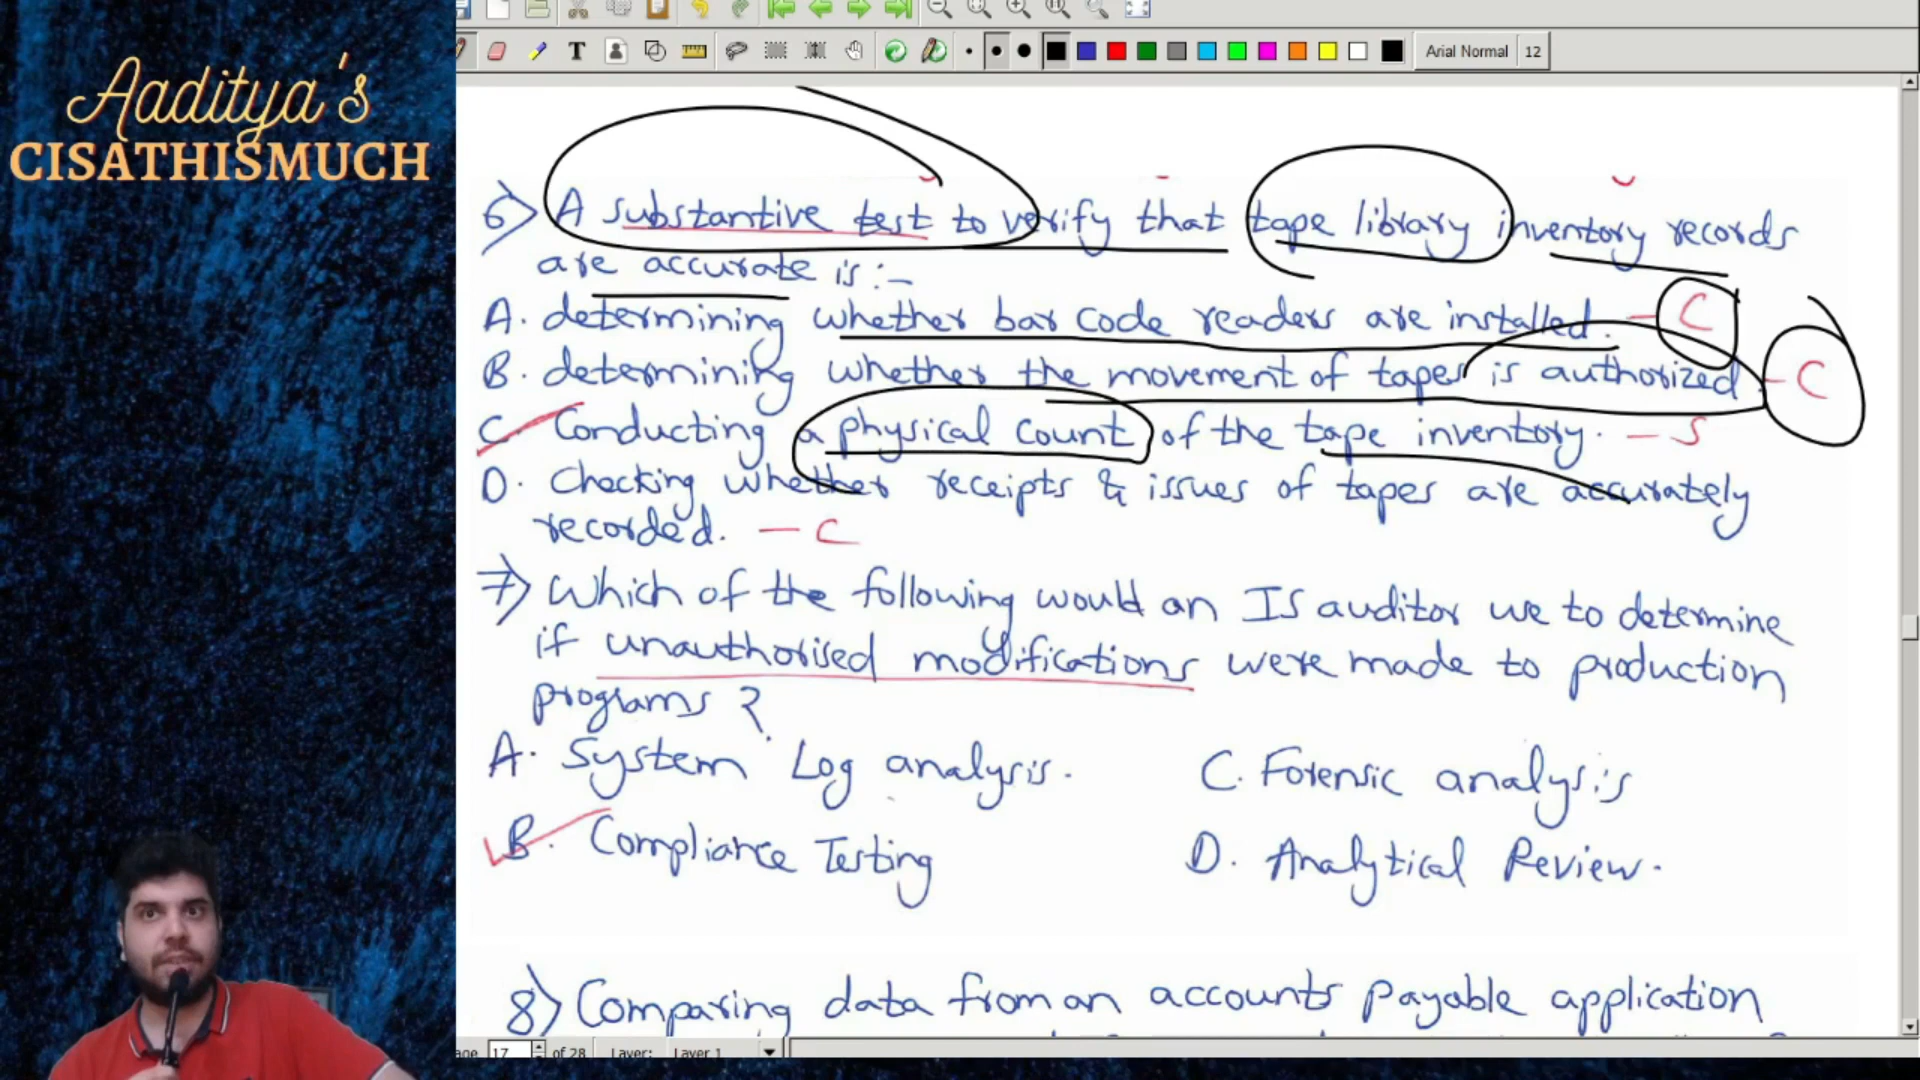 Aaditya's
CISATHISMUCH
Arial Normal 12
6) A substantive test to verify that tape library inventory records
are accurate is :-
A. determining whether bar code readers are installed. - C
B. determining whether the movement of tapes is authorized - C
C. Conducting a physical count of the tape inventory. - S
D. Checking whether receipts & issues of tapes are accurately
recorded. - C
7) Which of the following would an IS auditor use to determine
if unauthorised modifications were made to production
programs ?
A. System Log analysis.
C. Forensic analysis
B. Compliance Testing
D. Analytical Review.
8) Comparing data from an accounts payable application
age 17 of 28 Layer: Layer 1